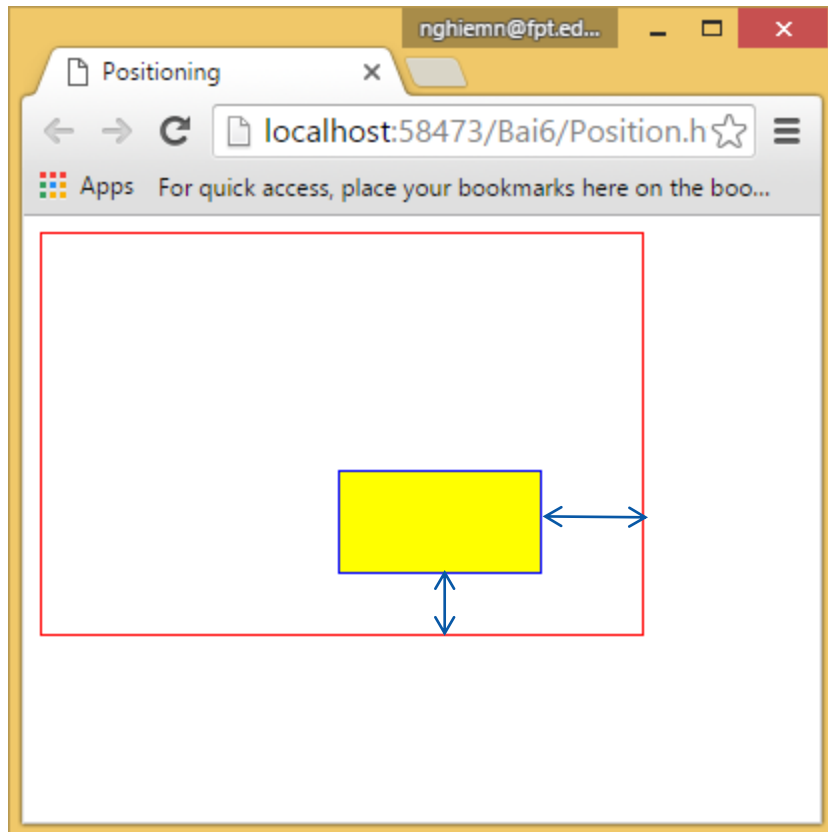 nghiemn@fpt.ed...
Positioning
localhost:58473/Bai6/Position.h
Apps For quick access, place your bookmarks here on the boo...